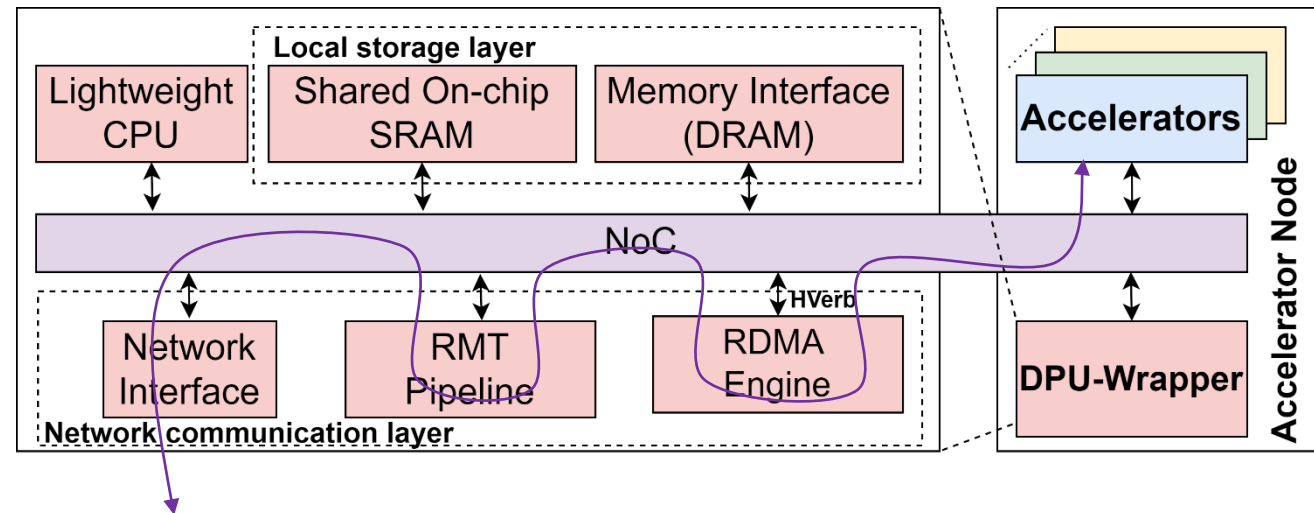 Local storage layer
Lightweight
CPU
Shared On-chip
SRAM
Memory Interface
(DRAM)
Accelerators
NoC
HVerb
Network
Interface
RMT
Pipeline
RDMA
Engine
Network communication layer
DPU-Wrapper
Accelerator Node